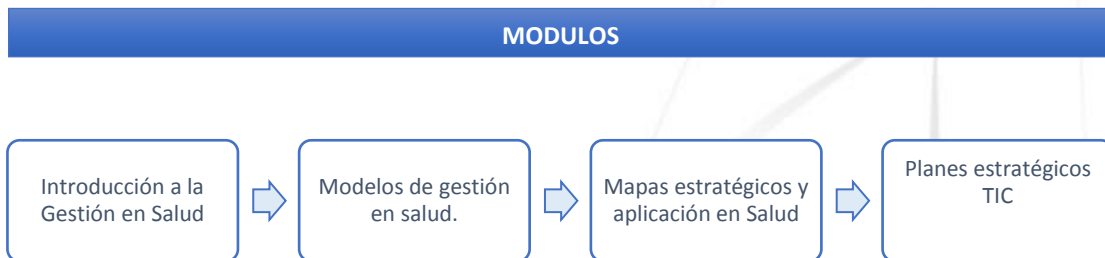 MODULOS
Introducción a la
Gestión en Salud
Modelos de gestión
en salud.
Mapas estratégicos y
aplicación en Salud
Planes estratégicos
TIC